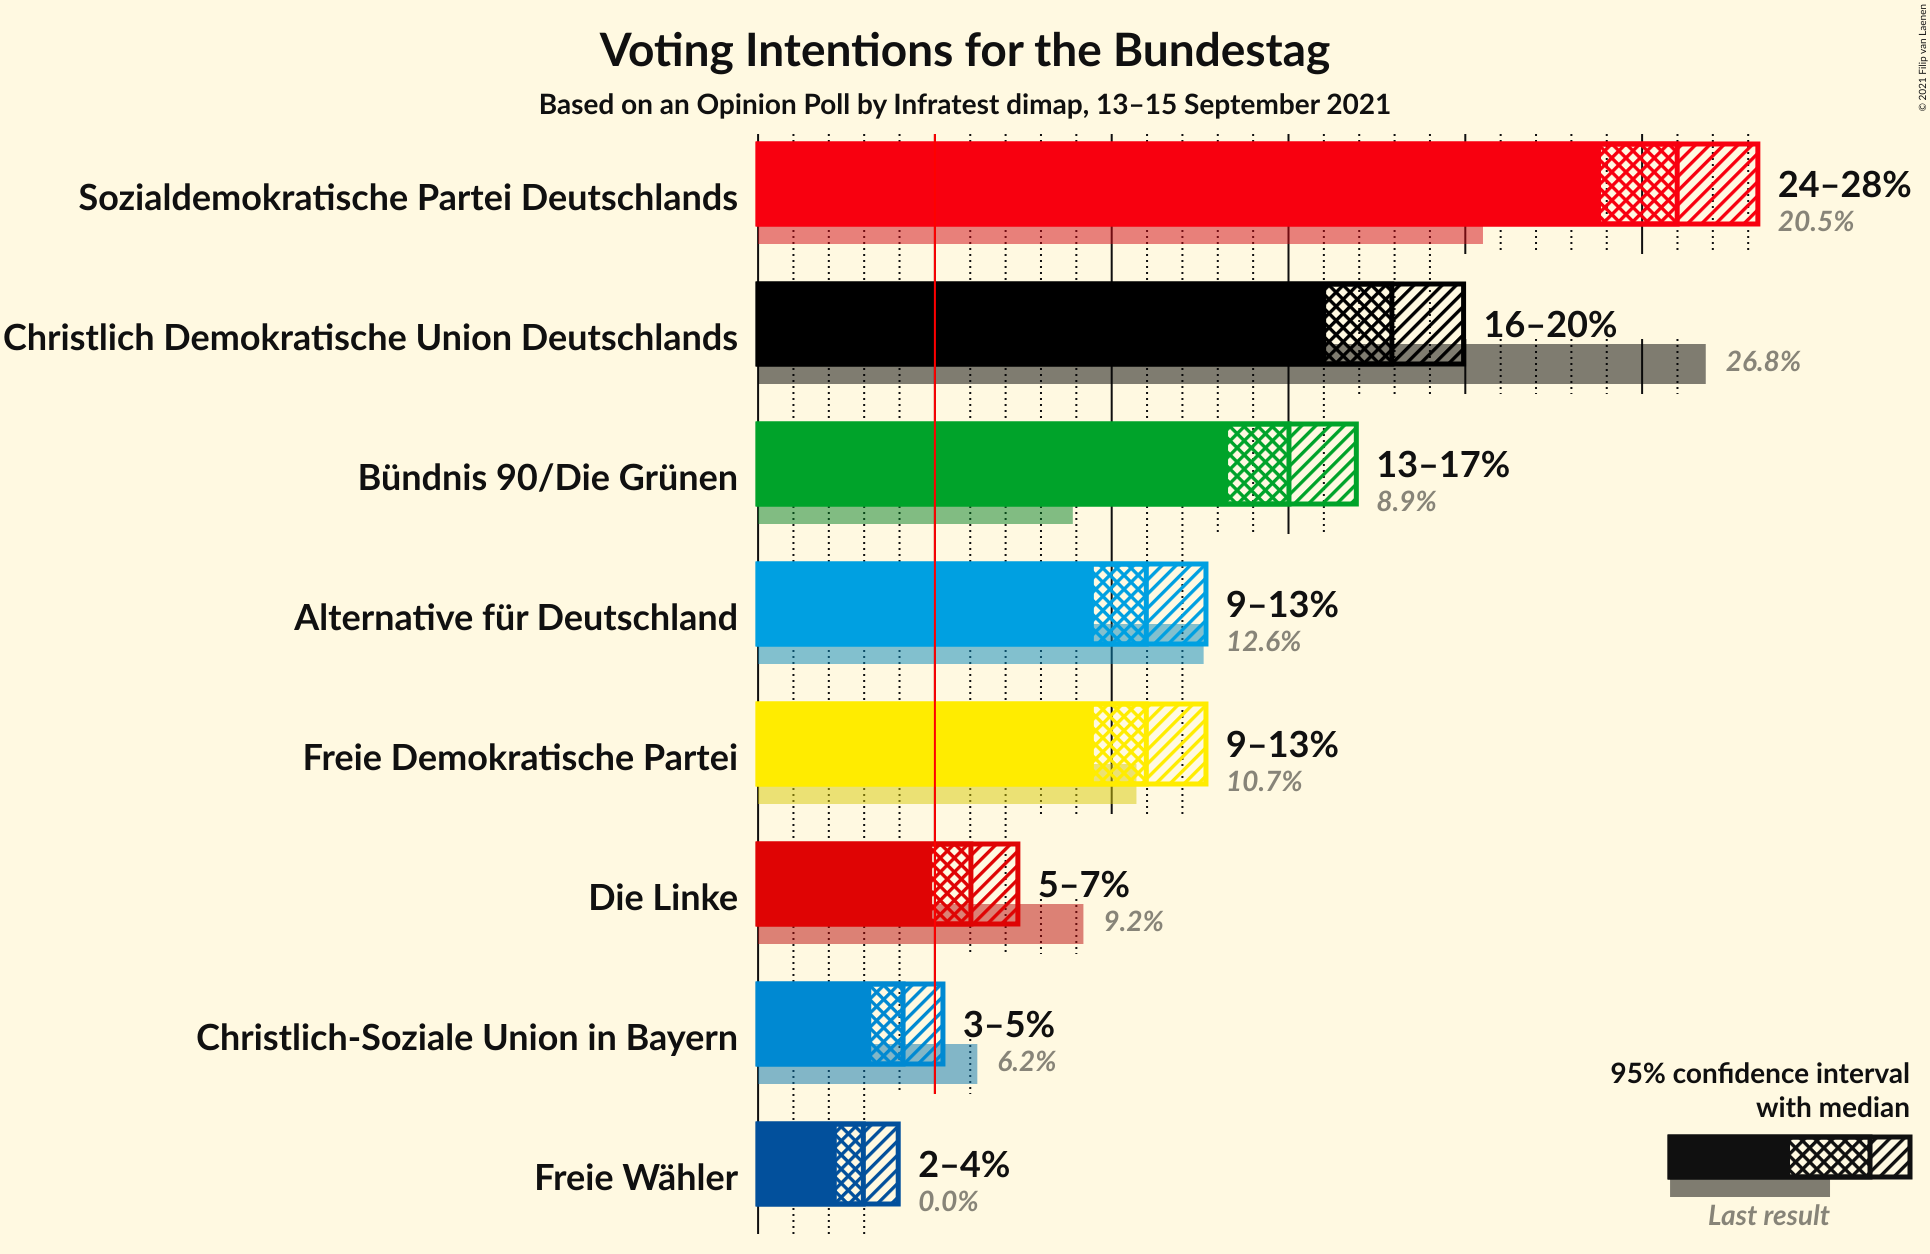 Voting Intentions for the Bundestag
Based on an Opinion Poll by Infratest dimap, 13–15 September 2021
© 2021 Filip van Laenen
Sozialdemokratische Partei Deutschlands
24–28%
20.5%
Christlich Demokratische Union Deutschlands
16–20%
26.8%
Bündnis 90/Die Grünen
13–17%
8.9%
Alternative für Deutschland
9–13%
12.6%
Freie Demokratische Partei
9–13%
10.7%
Die Linke
5–7%
9.2%
Christlich-Soziale Union in Bayern
3–5%
6.2%
Freie Wähler
2–4%
0.0%
95% confidence interval
with median
Last result